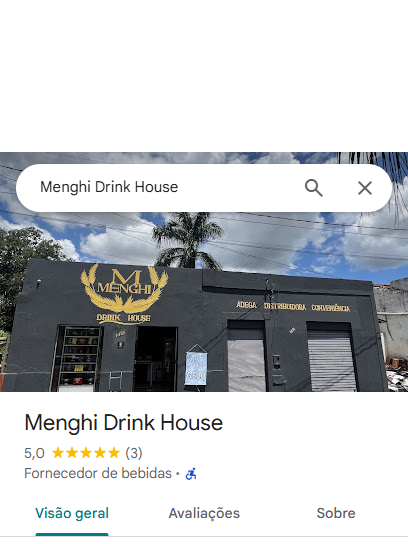 Menghi Drink House
M
MENGHI
DRINK HOUSE
ADEGA DISTRIBUIDORA CONVENIÊNCIA
Menghi Drink House
5,0 (3)
Fornecedor de bebidas ·
Visão geral Avaliações Sobre